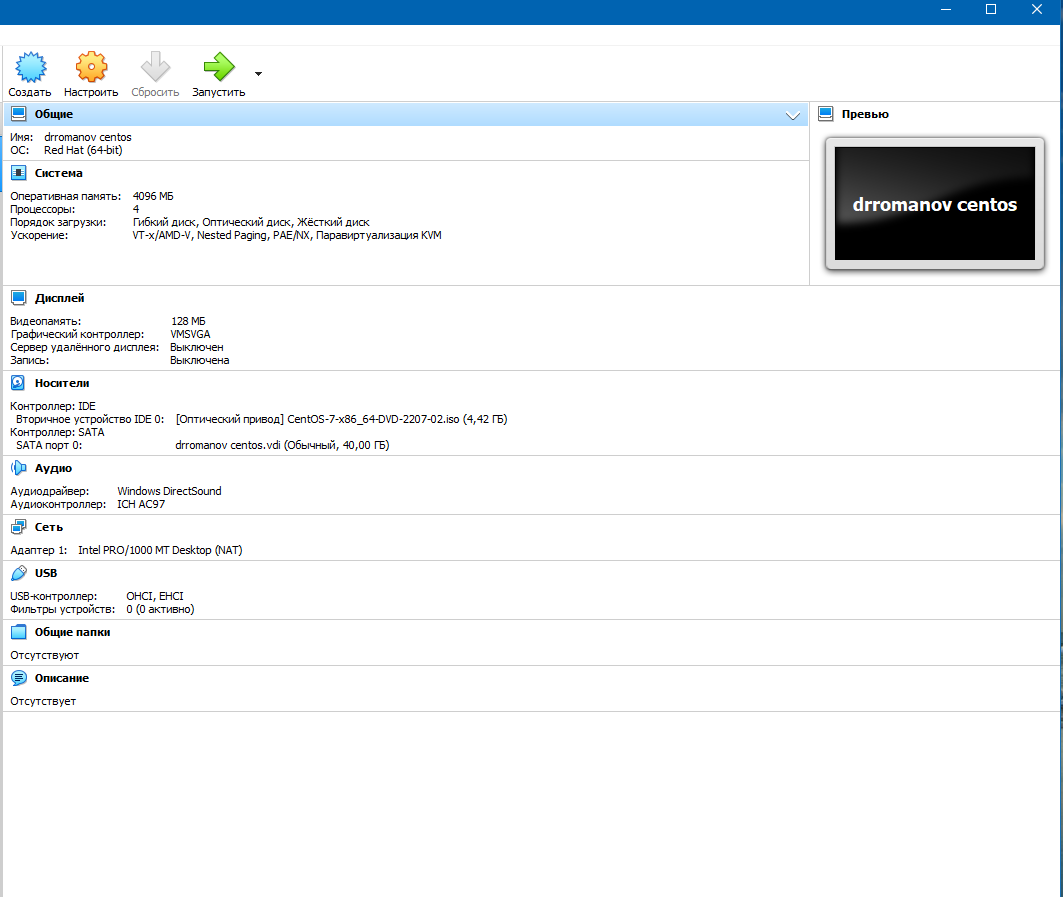 Создать Настроить Сбросить Запустить
Общие
Имя: drromanov centos
ОС: Red Hat (64-bit)
Превью
drromanov centos
Система
Оперативная память: 4096 МБ
Процессоры: 4
Порядок загрузки: Гибкий диск, Оптический диск, Жёсткий диск
Ускорение: VT-x/AMD-V, Nested Paging, PAE/NX, Паравиртуализация KVM
Дисплей
Видеопамять: 128 МБ
Графический контроллер: VMSVGA
Сервер удалённого дисплея: Выключен
Запись: Выключена
Носители
Контроллер: IDE
Вторичное устройство IDE 0: [Оптический привод] CentOS-7-x86_64-DVD-2207-02.iso (4,42 ГБ)
Контроллер: SATA
SATA порт 0: drromanov centos.vdi (Обычный, 40,00 ГБ)
Аудио
Аудиодрайвер: Windows DirectSound
Аудиоконтроллер: ICH AC97
Сеть
Адаптер 1: Intel PRO/1000 MT Desktop (NAT)
USB
USB-контроллер: OHCI, EHCI
Фильтры устройств: 0 (0 активно)
Общие папки
Отсутствуют
Описание
Отсутствует